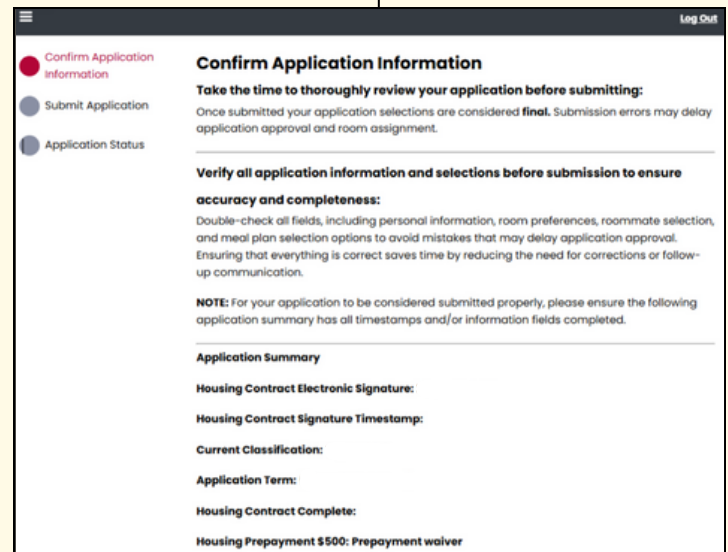 Log Out
Confirm Application
Information
Submit Application
Application Status
Confirm Application Information
Take the time to thoroughly review your application before submitting:
Once submitted your application selections are considered final. Submission errors may delay
application approval and room assignment.
Verify all application information and selections before submission to ensure
accuracy and completeness:
Double-check all fields, including personal information, room preferences, roommate selection,
and meal plan selection options to avoid mistakes that may delay application approval.
Ensuring that everything is correct saves time by reducing the need for corrections or follow-
up communication.
NOTE: For your application to be considered submitted properly, please ensure the following
application summary has all timestamps and/or information fields completed.
Application Summary
Housing Contract Electronic Signature:
Housing Contract Signature Timestamp:
Current Classification:
Application Term:
Housing Contract Complete:
Housing Prepayment $500: Prepayment waiver